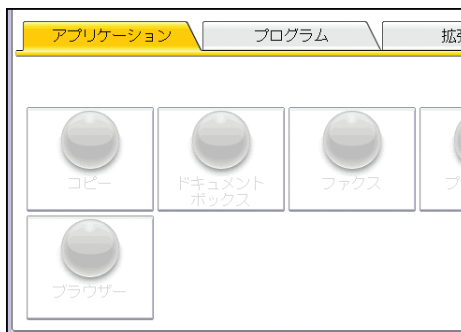 アプリケーション
プログラム
コピー
ドキュメント
ボックス
ファクス
ブラウザー